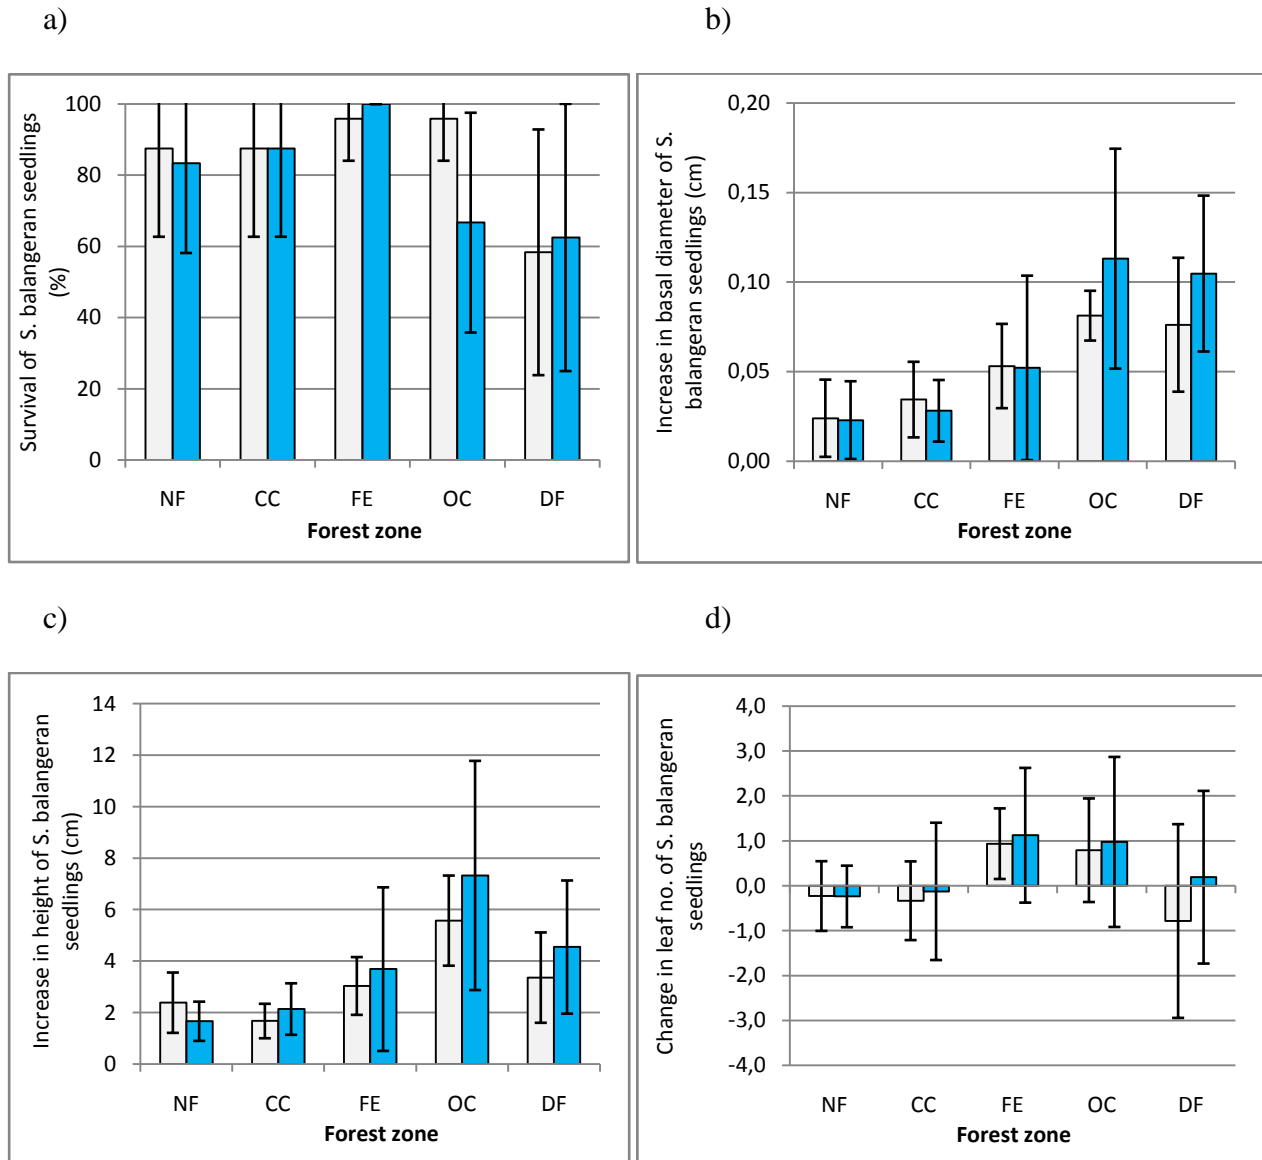 a)
Survival of  S. balangeran seedlings
(%)
100
80
60
40
20
0
NF CC FE OC DF
Forest zone
b)
Increase in basal diameter of S.
balangeran seedlings (cm)
0,20
0,15
0,10
0,05
0,00
NF CC FE OC DF
Forest zone
c)
Increase in height of S. balangeran
seedlings (cm)
14
12
10
8
6
4
2
0
NF CC FE OC DF
Forest zone
d)
Change in leaf no. of S. balangeran
seedlings
4,0
3,0
2,0
1,0
0,0
-1,0
-2,0
-3,0
-4,0
NF CC FE OC DF
Forest zone